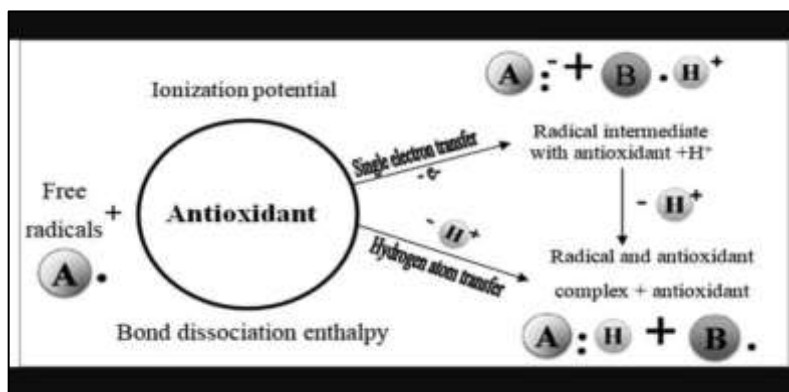 Ionization potential
A:- + B . H+
Single electron transfer
- e-
Radical intermediate
with antioxidant +H+
Free
radicals +
A.
Antioxidant
- H+
- H+
Hydrogen atom transfer
Radical and antioxidant
complex + antioxidant
Bond dissociation enthalpy
A : H + B .